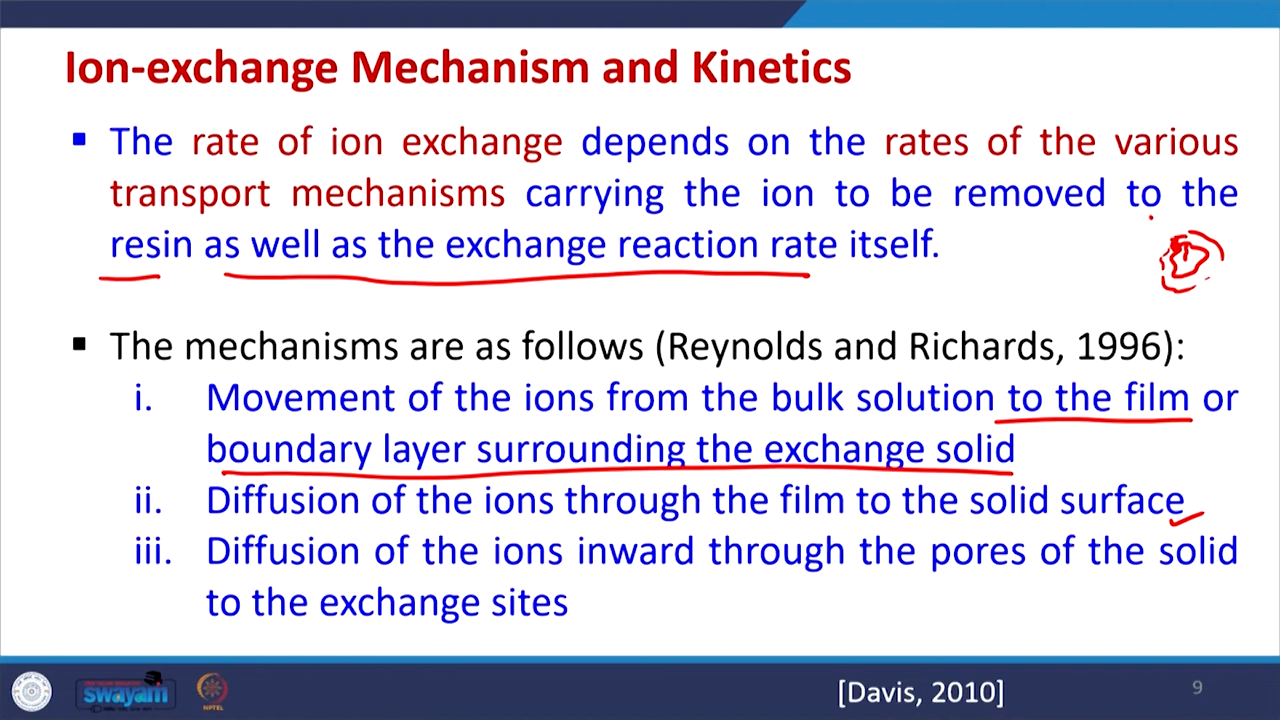 Ion-exchange Mechanism and Kinetics
▪ The rate of ion exchange depends on the rates of the various
transport mechanisms carrying the ion to be removed to the
resin as well as the exchange reaction rate itself.
▪ The mechanisms are as follows (Reynolds and Richards, 1996):
i. Movement of the ions from the bulk solution to the film or
boundary layer surrounding the exchange solid
ii. Diffusion of the ions through the film to the solid surface
iii. Diffusion of the ions inward through the pores of the solid
to the exchange sites
swayam
NPTEL
[Davis, 2010]
9